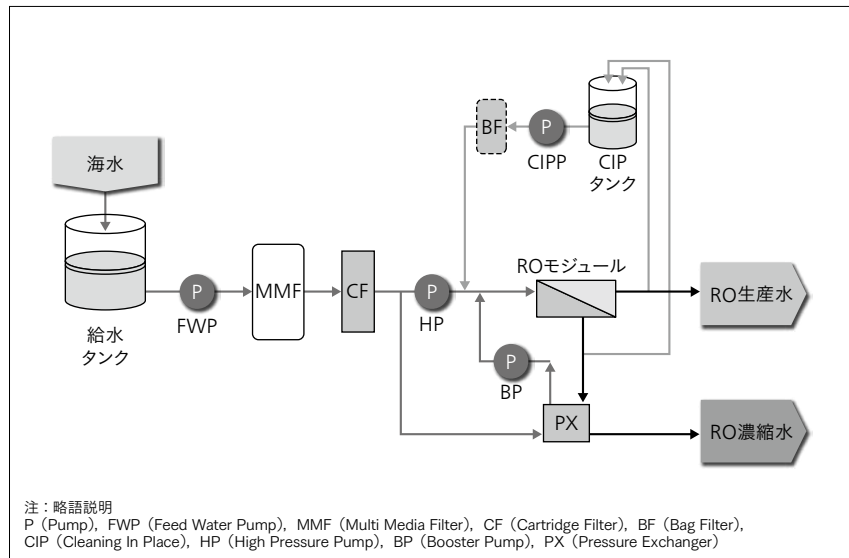 海水
給水
タンク
P
FWP
MMF
CF
P
HP
BF
P
CIPP
CIP
タンク
ROモジュール
P
BP
PX
RO生産水
RO濃縮水
注：略語説明
P（Pump），FWP（Feed Water Pump），MMF（Multi Media Filter），CF（Cartridge Filter），BF（Bag Filter），
CIP（Cleaning In Place），HP（High Pressure Pump），BP（Booster Pump），PX（Pressure Exchanger）